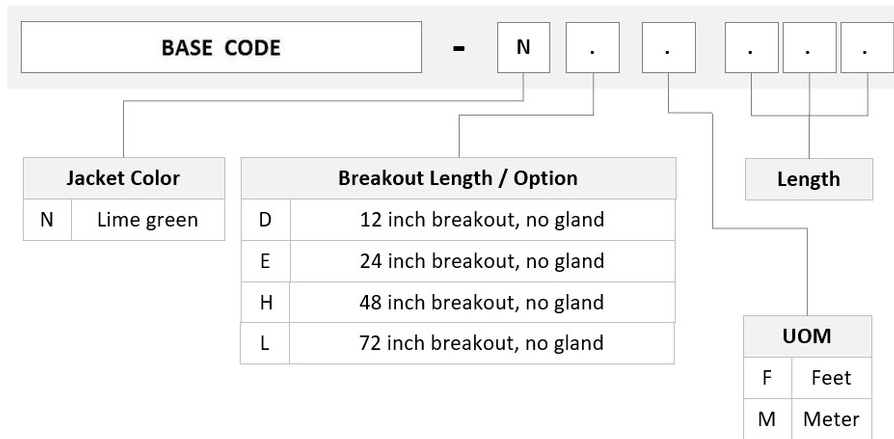 BASE CODE - N . . . . .
Jacket Color
N Lime green
Breakout Length / Option
D 12 inch breakout, no gland
E 24 inch breakout, no gland
H 48 inch breakout, no gland
L 72 inch breakout, no gland
Length
UOM
F Feet
M Meter